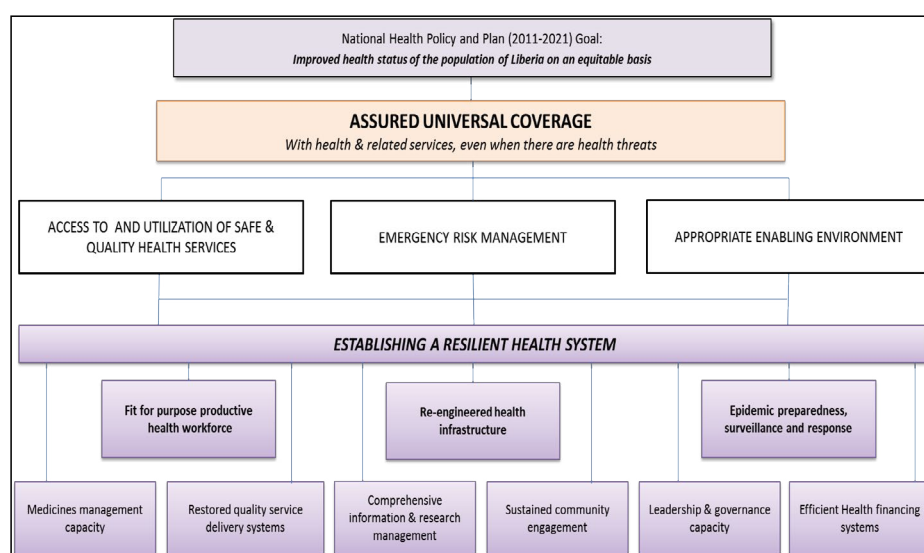 National Health Policy and Plan (2011-2021) Goal:
Improved health status of the population of Liberia on an equitable basis
ASSURED UNIVERSAL COVERAGE
With health & related services, even when there are health threats
ACCESS TO AND UTILIZATION OF SAFE &
QUALITY HEALTH SERVICES
EMERGENCY RISK MANAGEMENT
APPROPRIATE ENABLING ENVIRONMENT
ESTABLISHING A RESILIENT HEALTH SYSTEM
Fit for purpose productive
health workforce
Re-engineered health
infrastructure
Epidemic preparedness,
surveillance and response
Medicines management
capacity
Restored quality service
delivery systems
Comprehensive
information & research
management
Sustained community
engagement
Leadership & governance
capacity
Efficient Health financing
systems